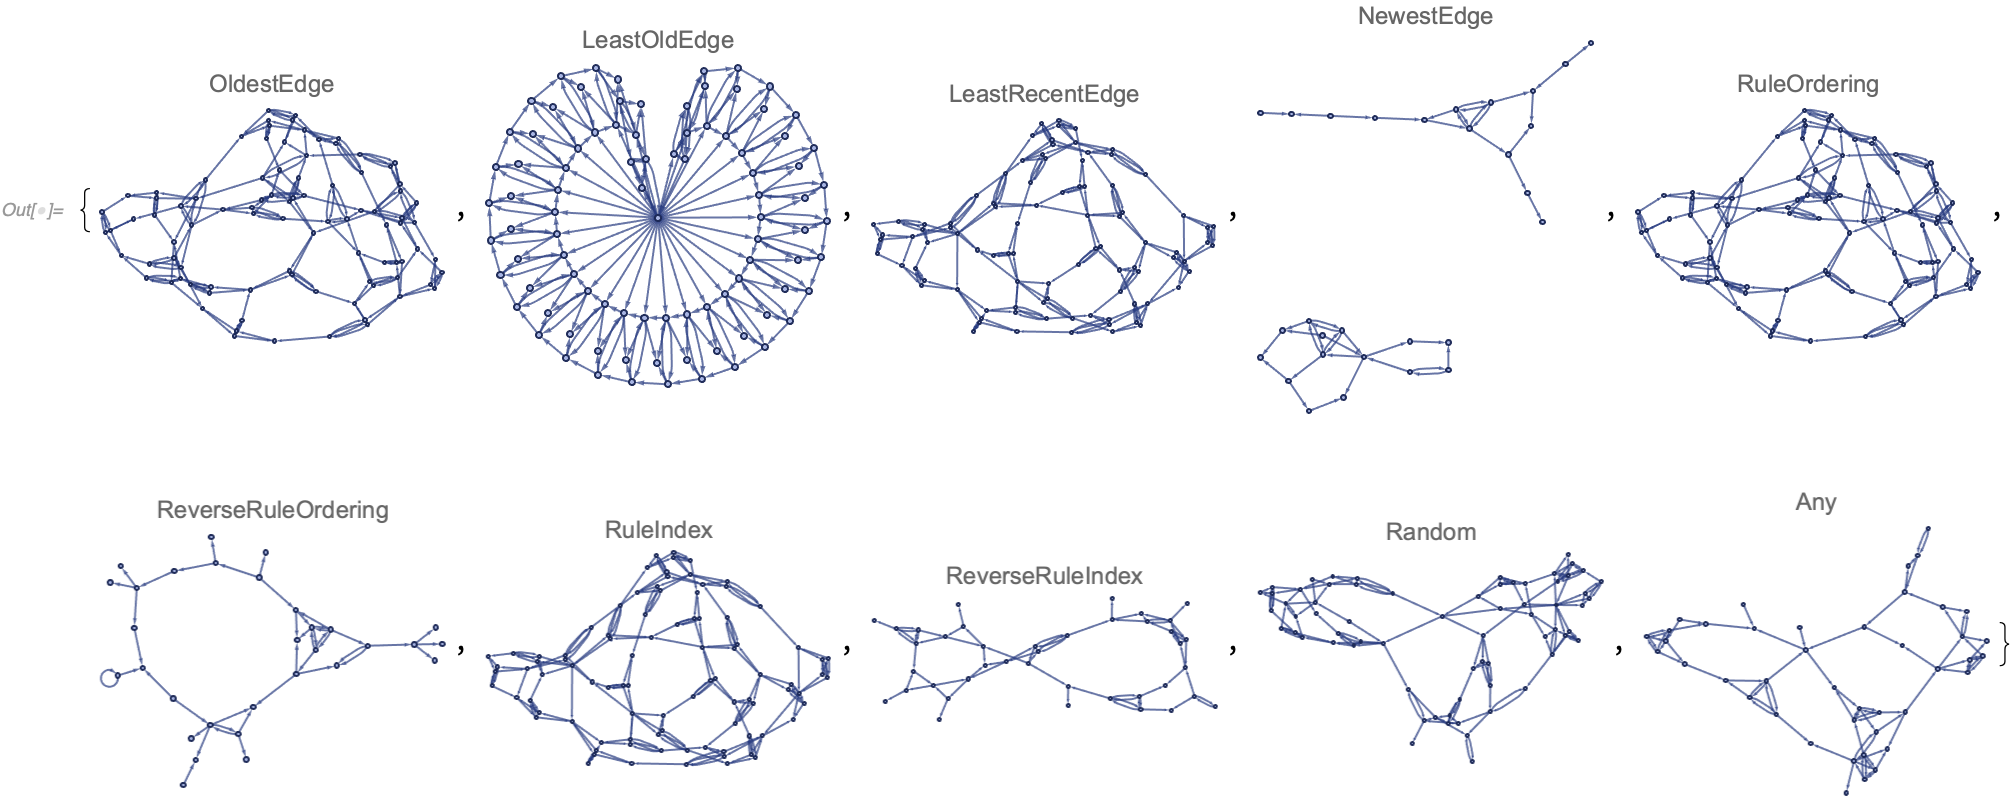 NewestEdge
LeastOldEdge
OldestEdge
LeastRecentEdge
RuleOrdering
Out[•]= { , , , , ,
ReverseRuleOrdering
RuleIndex
ReverseRuleIndex
Random
Any
, , , , }